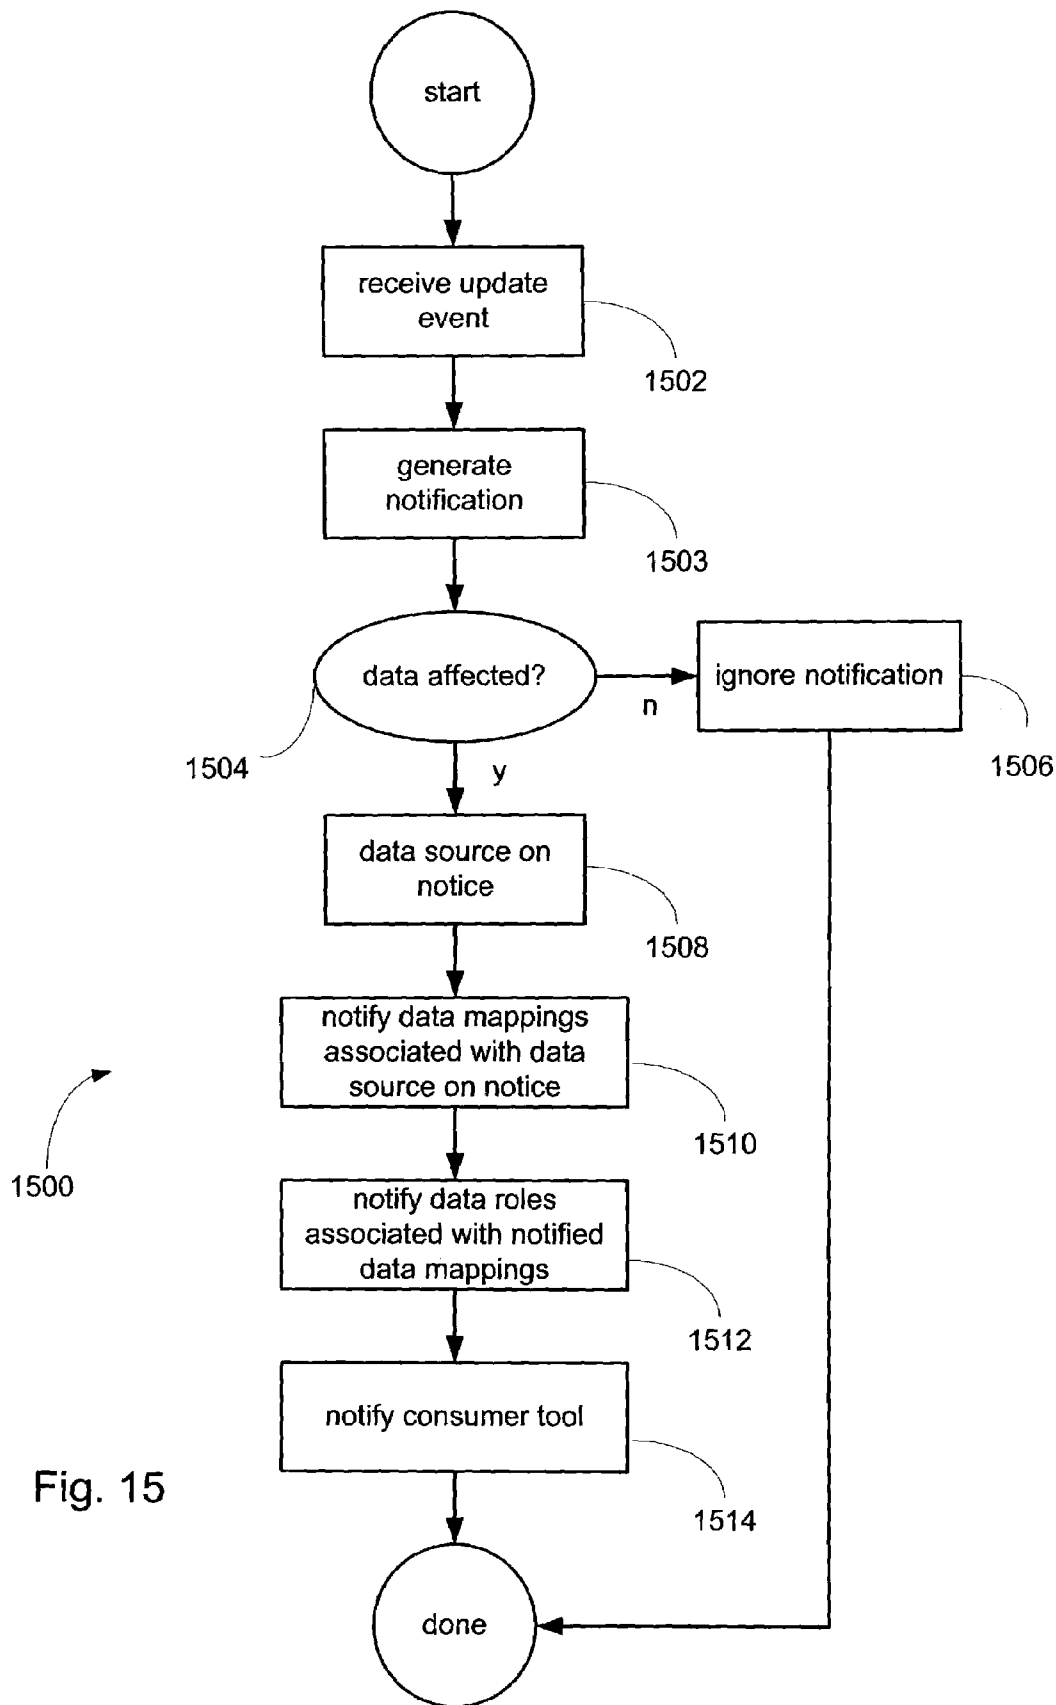 start
receive update
event
1502
generate
notification
1503
data affected?
n
ignore notification
1504
y
1506
data source on
notice
1508
notify data mappings
associated with data
source on notice
1510
1500
notify data roles
associated with notified
data mappings
1512
notify consumer tool
Fig. 15
1514
done